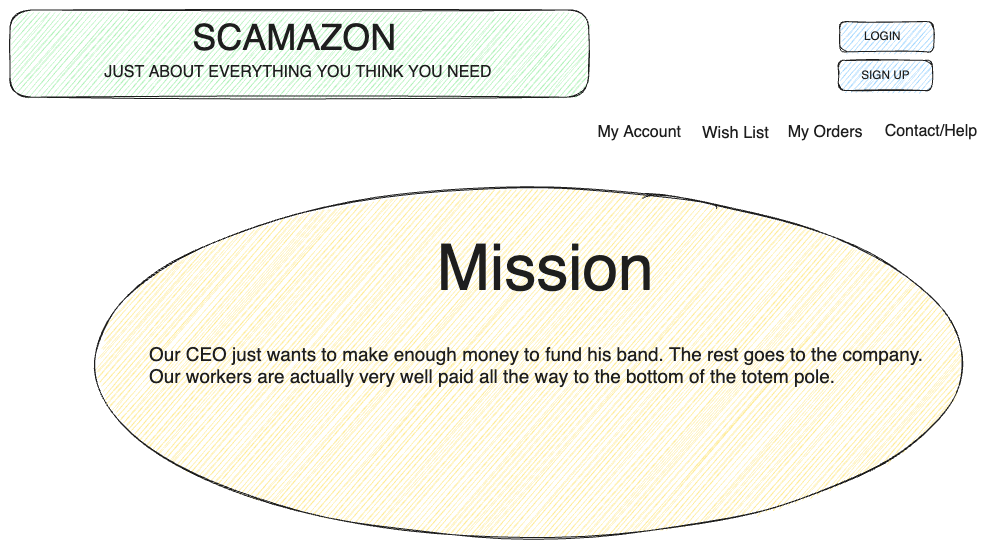 SCAMAZON
JUST ABOUT EVERYTHING YOU THINK YOU NEED
LOGIN
SIGN UP
My Account Wish List My Orders Contact/Help
Mission
Our CEO just wants to make enough money to fund his band. The rest goes to the company.
Our workers are actually very well paid all the way to the bottom of the totem pole.